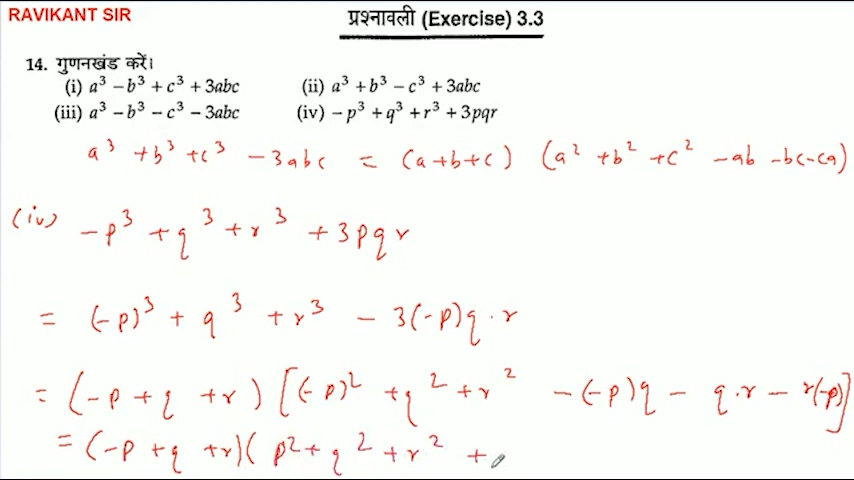 RAVIKANT SIR
प्रश्नावली (Exercise) 3.3
14. गुणनखंड करें।
(i) a³ − b³ + c³ + 3abc (ii) a³ + b³ − c³ + 3abc
(iii) a³ − b³ − c³ − 3abc (iv) −p³ + q³ + r³ + 3pqr
a³ + b³ + c³ − 3abc = (a+b+c) (a² + b² + c² − ab − bc − ca)
(iv) −p³ + q³ + r³ + 3pqr
= (−p)³ + q³ + r³ − 3(−p)q·r
= (−p + q + r) [(−p)² + q² + r² − (−p)q − q·r − r(−p)]
= (−p + q + r)( p² + q² + r² +